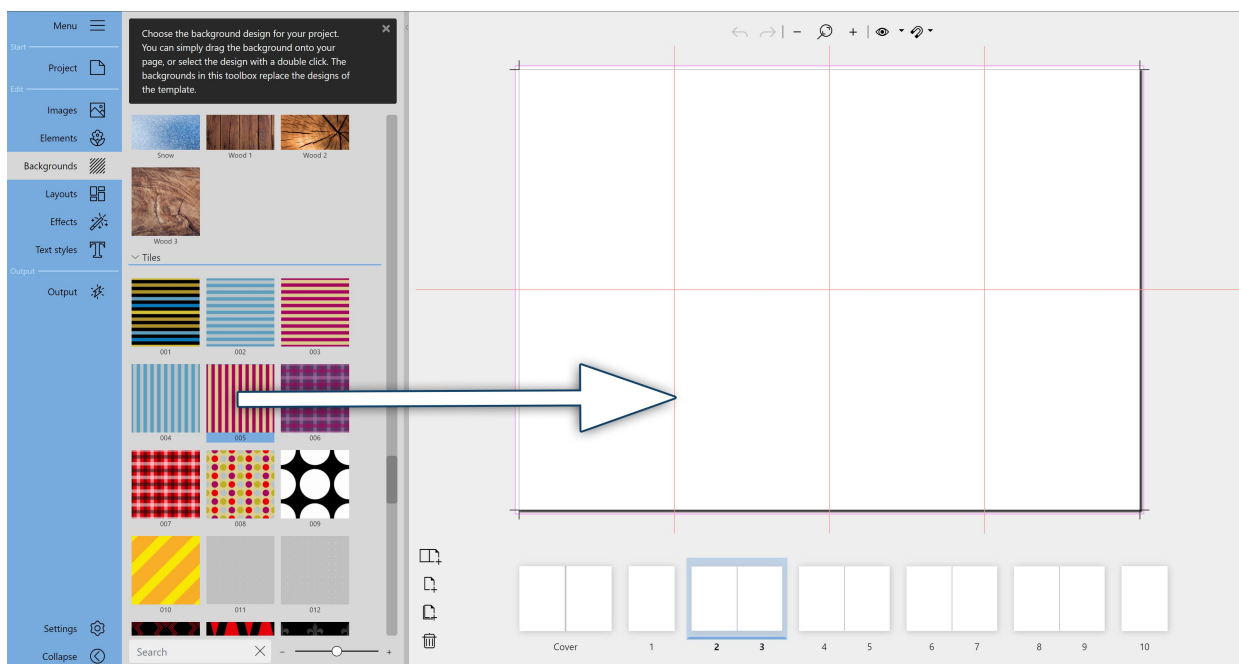 Menu
Start
Project
Edit
Images
Elements
Backgrounds
Layouts
Effects
Text styles
Output
Output
Settings
Collapse
Choose the background design for your project.
You can simply drag the background onto your
page, or select the design with a double click. The
backgrounds in this toolbox replace the designs of
the template.
Snow Wood 1 Wood 2
Wood 3
Tiles
001 002 003
004 005 006
007 008 009
010 011 012
Search
Cover 1 2 3 4 5 6 7 8 9 10